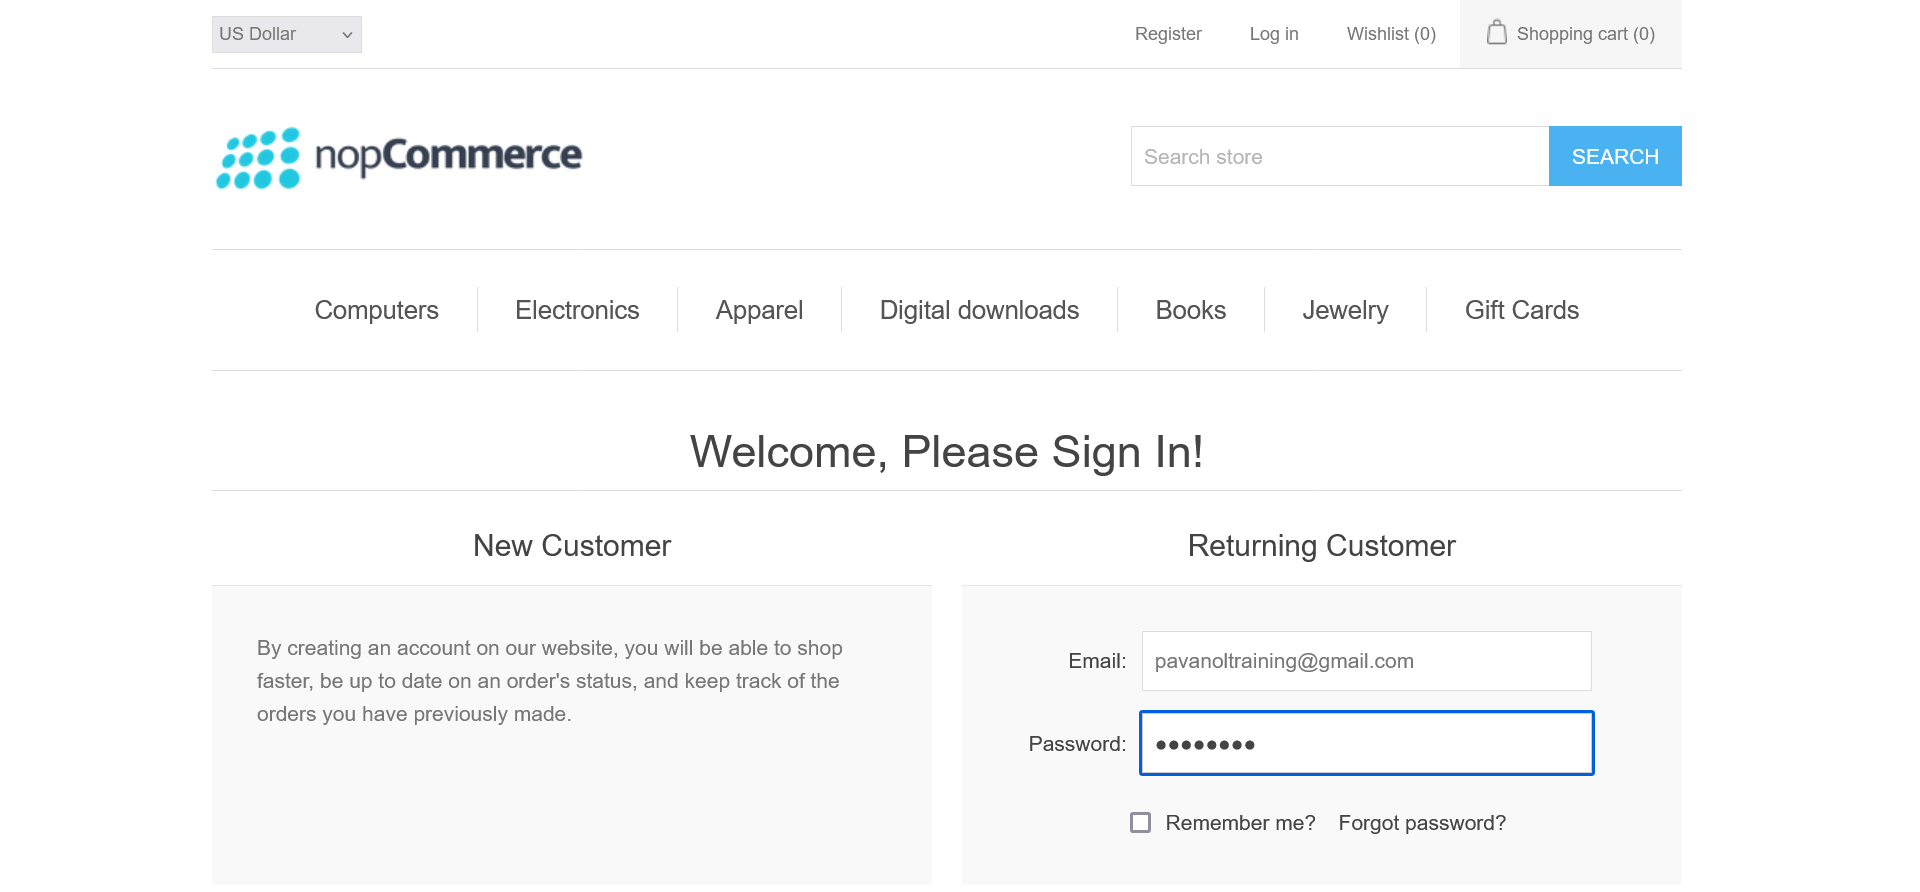 US Dollar
Register
Log in
Wishlist (0)
Shopping cart (0)
nopCommerce
Search store
SEARCH
Computers
Electronics
Apparel
Digital downloads
Books
Jewelry
Gift Cards
Welcome, Please Sign In!
New Customer
By creating an account on our website, you will be able to shop
faster, be up to date on an order's status, and keep track of the
orders you have previously made.
Returning Customer
Email:
pavanoltraining@gmail.com
Password:
●●●●●●●●
Remember me?
Forgot password?